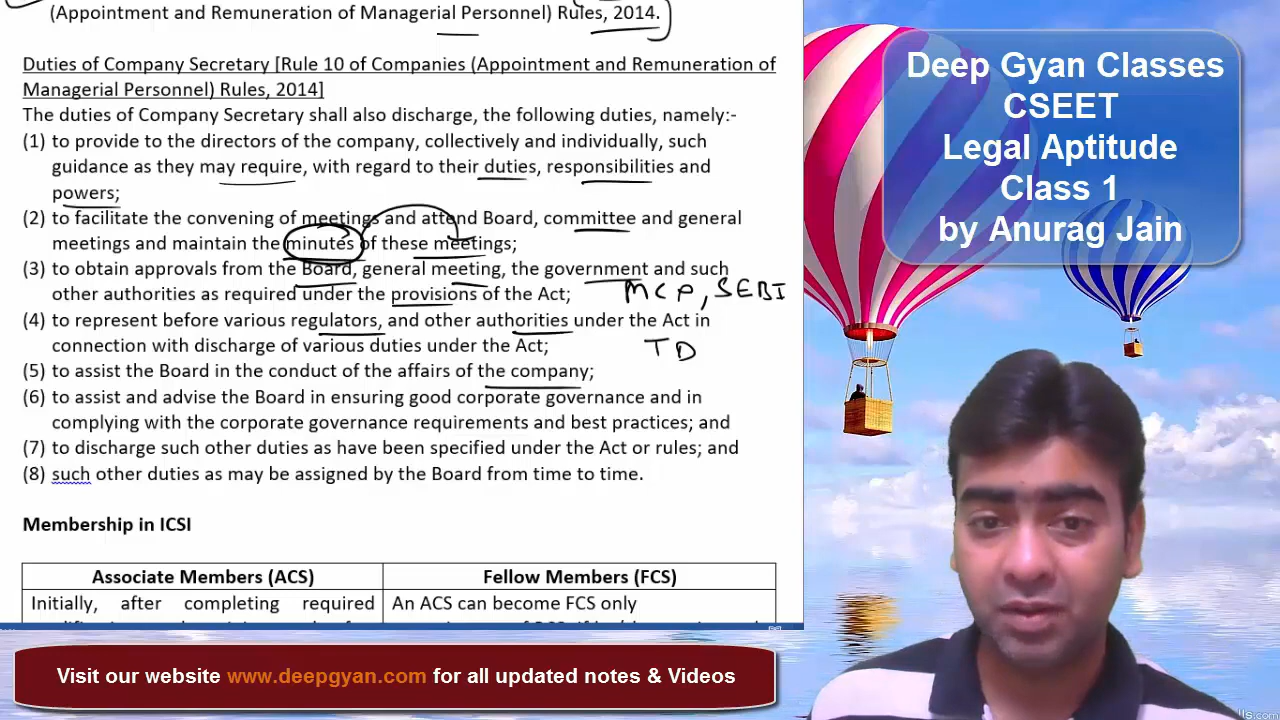 (Appointment and Remuneration of Managerial Personnel) Rules, 2014.
Duties of Company Secretary [Rule 10 of Companies (Appointment and Remuneration of
Managerial Personnel) Rules, 2014]
The duties of Company Secretary shall also discharge, the following duties, namely:-
(1) to provide to the directors of the company, collectively and individually, such
guidance as they may require, with regard to their duties, responsibilities and
powers;
(2) to facilitate the convening of meetings and attend Board, committee and general
meetings and maintain the minutes of these meetings;
(3) to obtain approvals from the Board, general meeting, the government and such
other authorities as required under the provisions of the Act;
MCA, SEBI
(4) to represent before various regulators, and other authorities under the Act in
connection with discharge of various duties under the Act;
TD
(5) to assist the Board in the conduct of the affairs of the company;
(6) to assist and advise the Board in ensuring good corporate governance and in
complying with the corporate governance requirements and best practices; and
(7) to discharge such other duties as have been specified under the Act or rules; and
(8) such other duties as may be assigned by the Board from time to time.
Membership in ICSI
Associate Members (ACS)
Fellow Members (FCS)
Initially, after completing required
An ACS can become FCS only
Deep Gyan Classes
CSEET
Legal Aptitude
Class 1
by Anurag Jain
Visit our website www.deepgyan.com for all updated notes & Videos